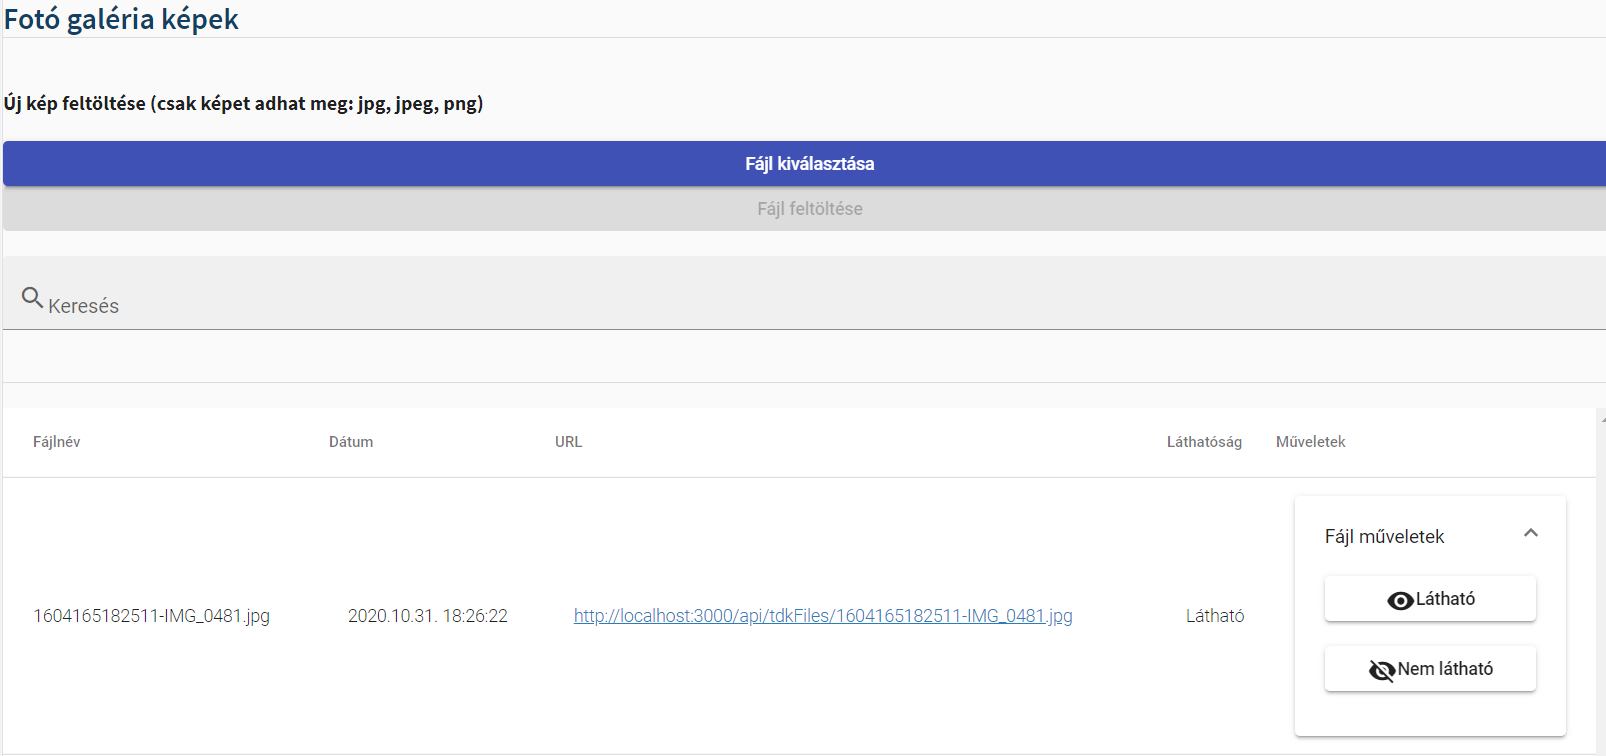 Fotó galéria képek
Új kép feltöltése (csak képet adhat meg: jpg, jpeg, png)
Fájl kiválasztása
Fájl feltöltése
Keresés
Fájlnév Dátum URL Láthatóság Műveletek
Fájl műveletek
Látható
1604165182511-IMG_0481.jpg 2020.10.31. 18:26:22 http://localhost:3000/api/tdkFiles/1604165182511-IMG_0481.jpg Látható
Nem látható